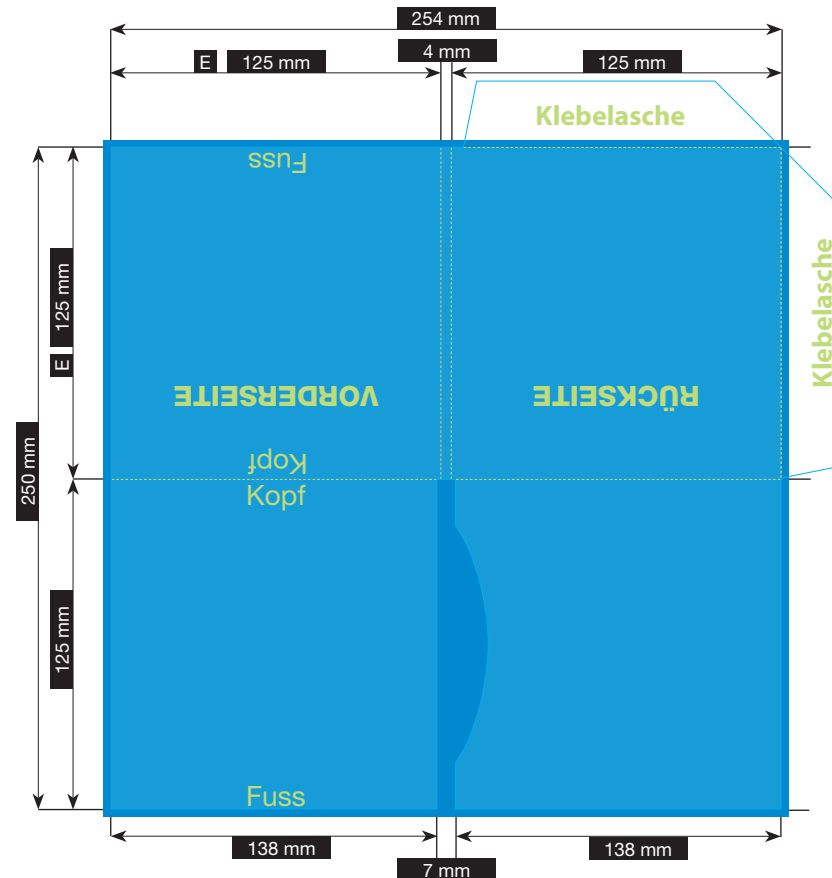 254 mm
4 mm
E 125 mm
125 mm
Klebelasche
Fuss
125 mm
E
Klebelasche
VORDERSEITE
RÜCKSEITE
Kopf
Kopf
250 mm
125 mm
Fuss
138 mm
138 mm
7 mm